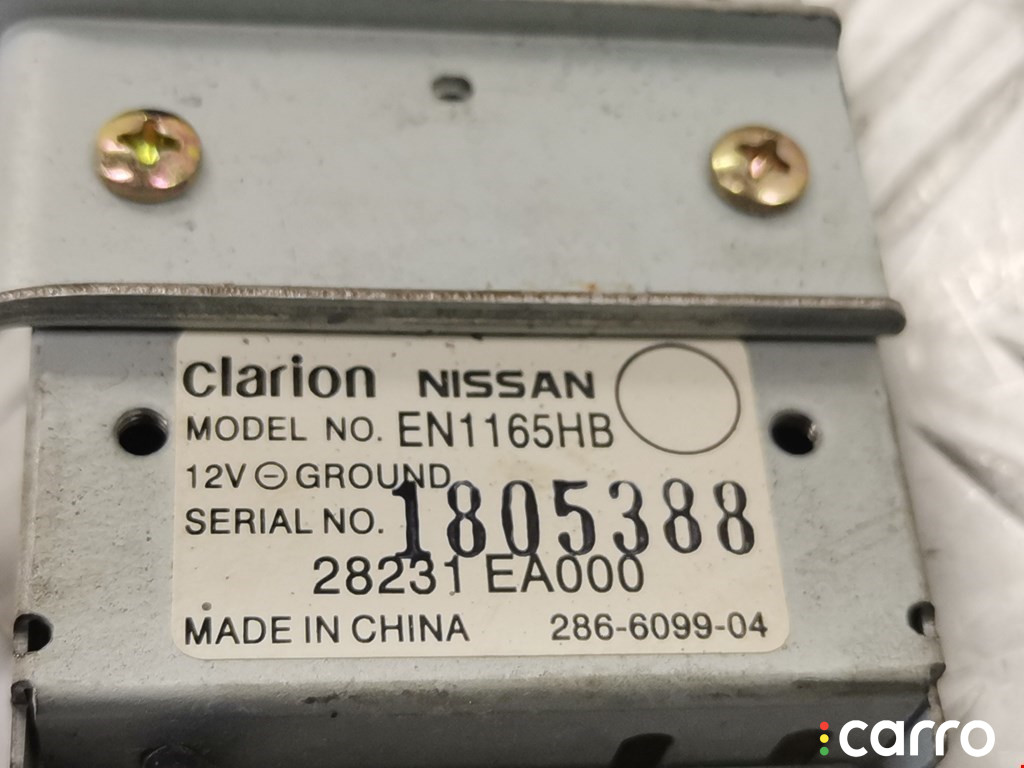 clarion NISSAN
MODEL NO. EN1165HB
12V ⊖ GROUND
SERIAL NO. 1805388
28231 EA000
MADE IN CHINA 286-6099-04
carro